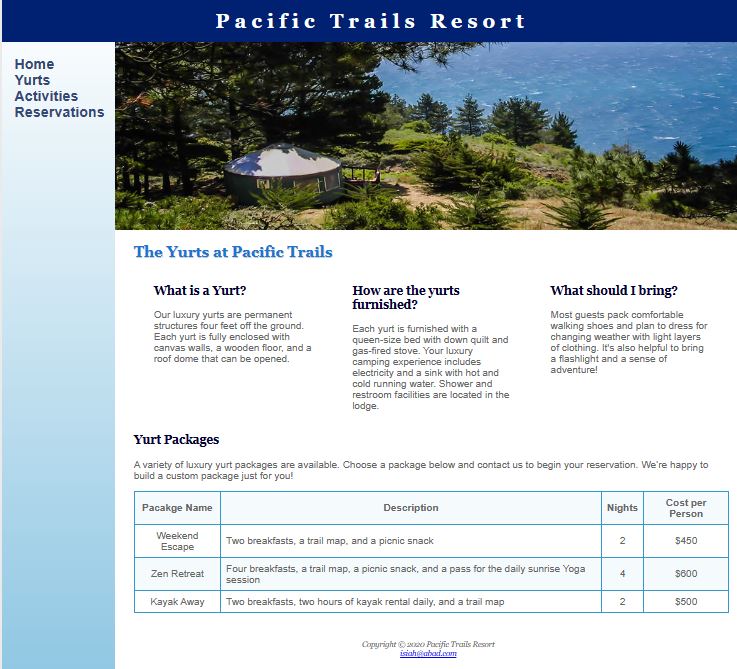 Pacific Trails Resort
Home
Yurts
Activities
Reservations
The Yurts at Pacific Trails
What is a Yurt?
Our luxury yurts are permanent
structures four feet off the ground.
Each yurt is fully enclosed with
canvas walls, a wooden floor, and a
roof dome that can be opened.
How are the yurts
furnished?
Each yurt is furnished with a
queen-size bed with down quilt and
gas-fired stove. Your luxury
camping experience includes
electricity and a sink with hot and
cold running water. Shower and
restroom facilities are located in the
lodge.
What should I bring?
Most guests pack comfortable
walking shoes and plan to dress for
changing weather with light layers
of clothing. It's also helpful to bring
a flashlight and a sense of
adventure!
Yurt Packages
A variety of luxury yurt packages are available. Choose a package below and contact us to begin your reservation. We're happy to
build a custom package just for you!
Pacakge Name Description Nights Cost per
Person
Weekend
Escape Two breakfasts, a trail map, and a picnic snack 2 $450
Zen Retreat Four breakfasts, a trail map, a picnic snack, and a pass for the daily sunrise Yoga
session 4 $600
Kayak Away Two breakfasts, two hours of kayak rental daily, and a trail map 2 $500
Copyright © 2020 Pacific Trails Resort
isiah@abad.com